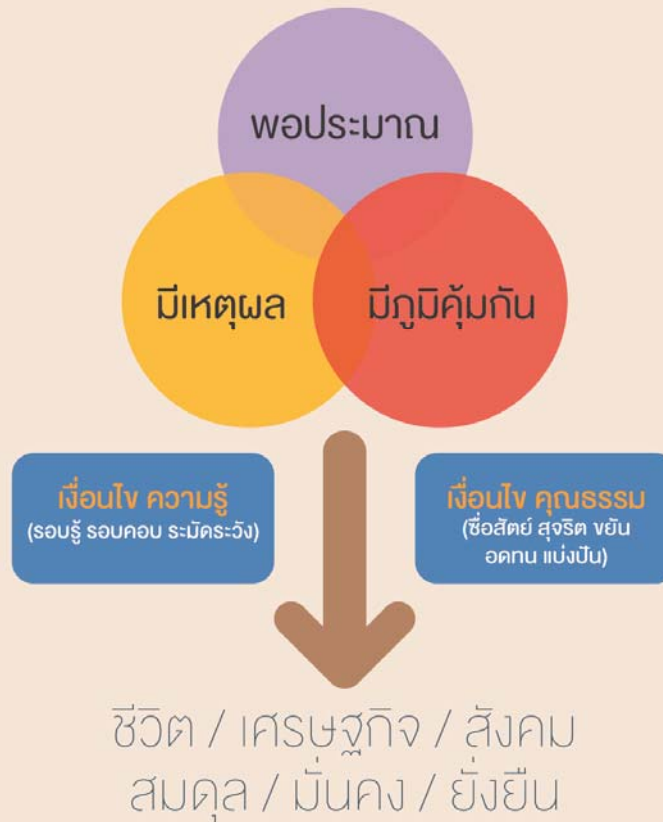 พอประมาณ
มีเหตุผล
มีภูมิคุ้มกัน
เงื่อนไข ความรู้
(รอบรู้ รอบคอบ ระมัดระวัง)
เงื่อนไข คุณธรรม
(ซื่อสัตย์ สุจริต ขยัน
อดทน แบ่งปัน)
ชีวิต / เศรษฐกิจ / สังคม
สมดุล / มั่นคง / ยั่งยืน